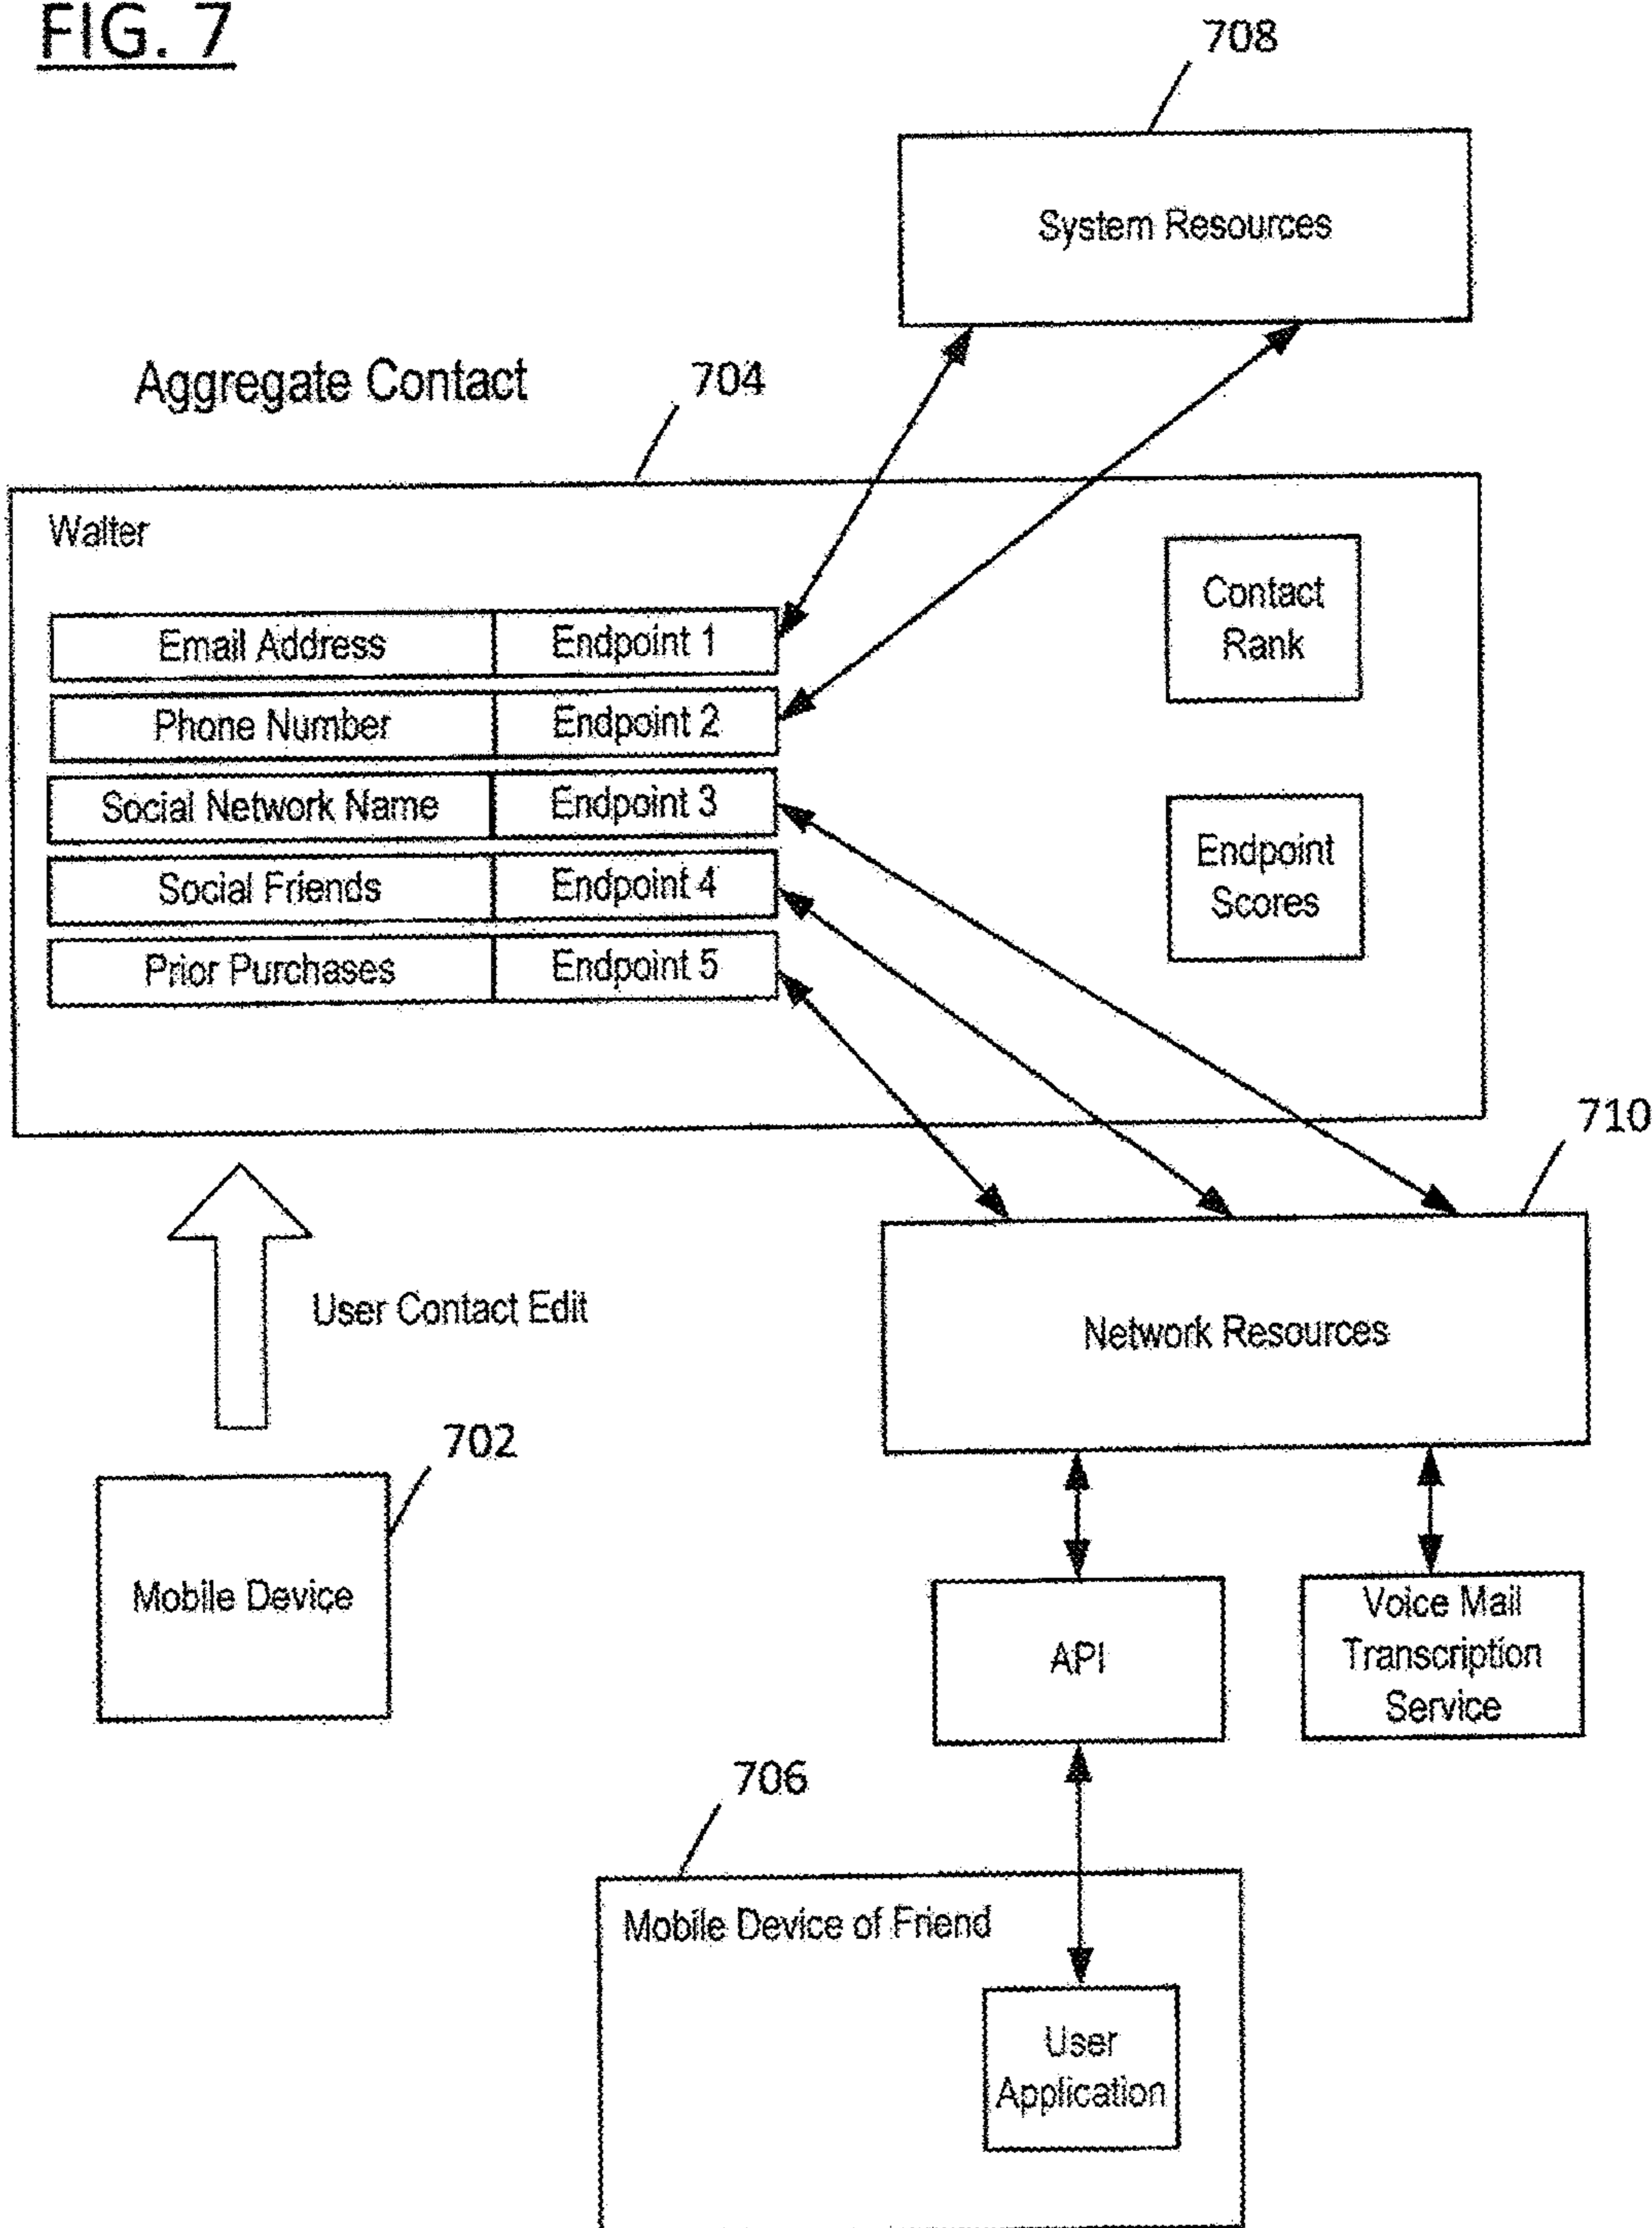 FIG. 7
708
System Resources
Aggregate Contact
704
Walter
Contact
Rank
Email Address
Endpoint 1
Phone Number
Endpoint 2
Social Network Name
Endpoint 3
Social Friends
Endpoint 4
Prior Purchases
Endpoint 5
Endpoint
Scores
710
User Contact Edit
Network Resources
702
Mobile Device
API
Voice Mail
Transcription
Service
706
Mobile Device of Friend
User
Application